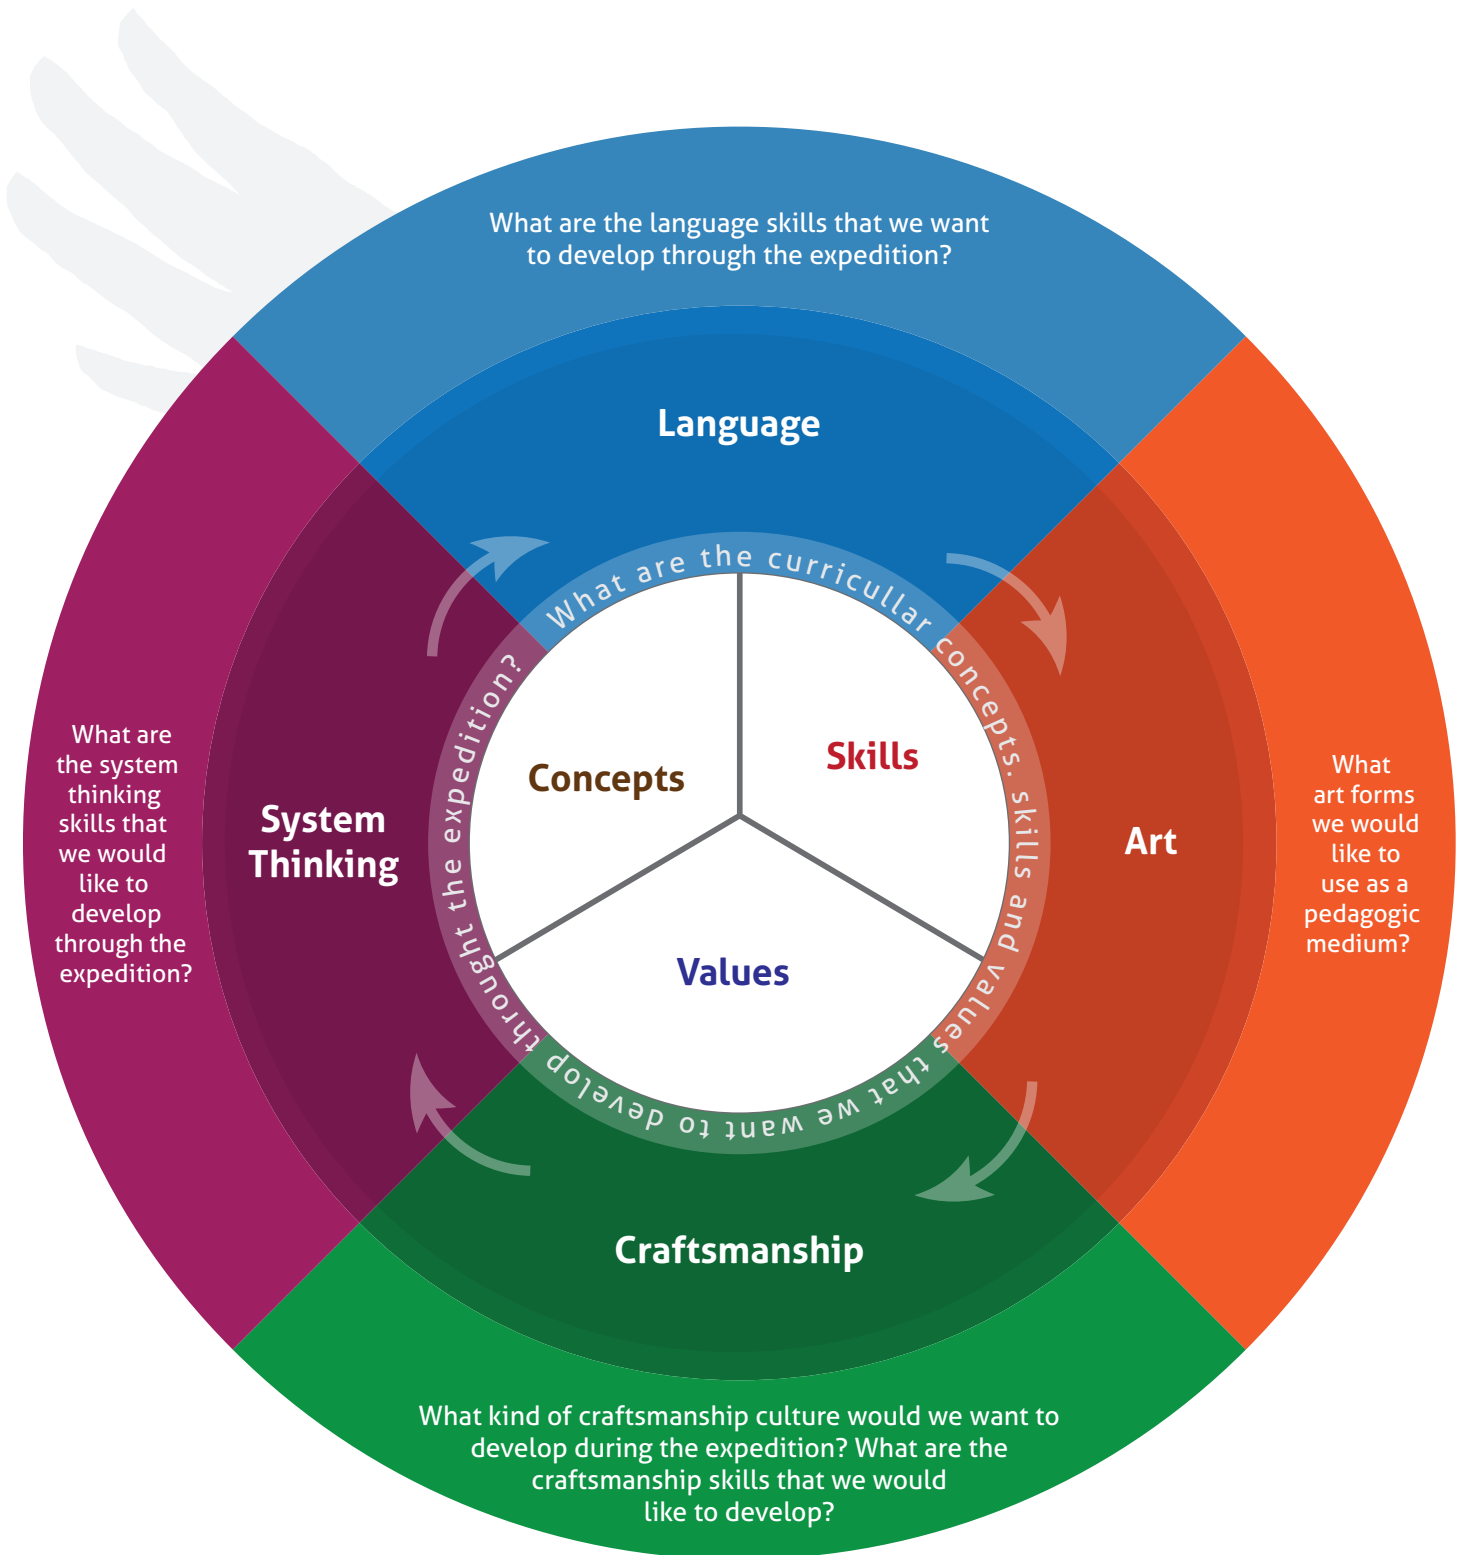 What are the language skills that we want
to develop through the expedition?
Language
What are the curricullar concepts. skills and values that we want to develop throught the expedition?
Concepts
Skills
Values
System
Thinking
Art
Craftsmanship
What are
the system
thinking
skills that
we would
like to
develop
through the
expedition?
What
art forms
we would
like to
use as a
pedagogic
medium?
What kind of craftsmanship culture would we want to
develop during the expedition? What are the
craftsmanship skills that we would
like to develop?